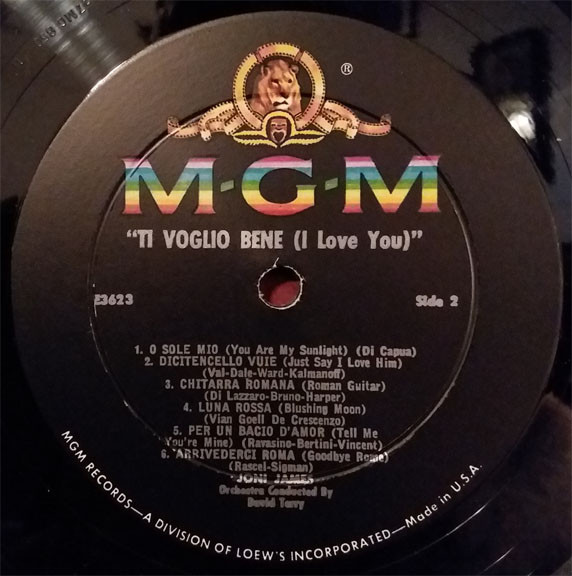 ®
M-G-M
"TI VOGLIO BENE (I Love You)"
E3623
Side 2
1. O SOLE MIO (You Are My Sunlight) (Di Capua)
2. DICITENCELLO VUIE (Just Say I Love Him)
(Val-Dale-Ward-Kalmanoff)
3. CHITARRA ROMANA (Roman Guitar)
(Di Lazzaro-Bruno-Harper)
4. LUNA ROSSA (Blushing Moon)
(Vian Goell De Crescenzo)
5. PER UN BACIO D'AMOR (Tell Me
You're Mine) (Ravasino-Bertini-Vincent)
6. ARRIVEDERCI ROMA (Goodbye Rome)
(Rascel-Sigman)
JONI JAMES
Orchestra Conducted By
David Terry
MGM RECORDS—A DIVISION OF LOEW'S INCORPORATED—Made in U.S.A.